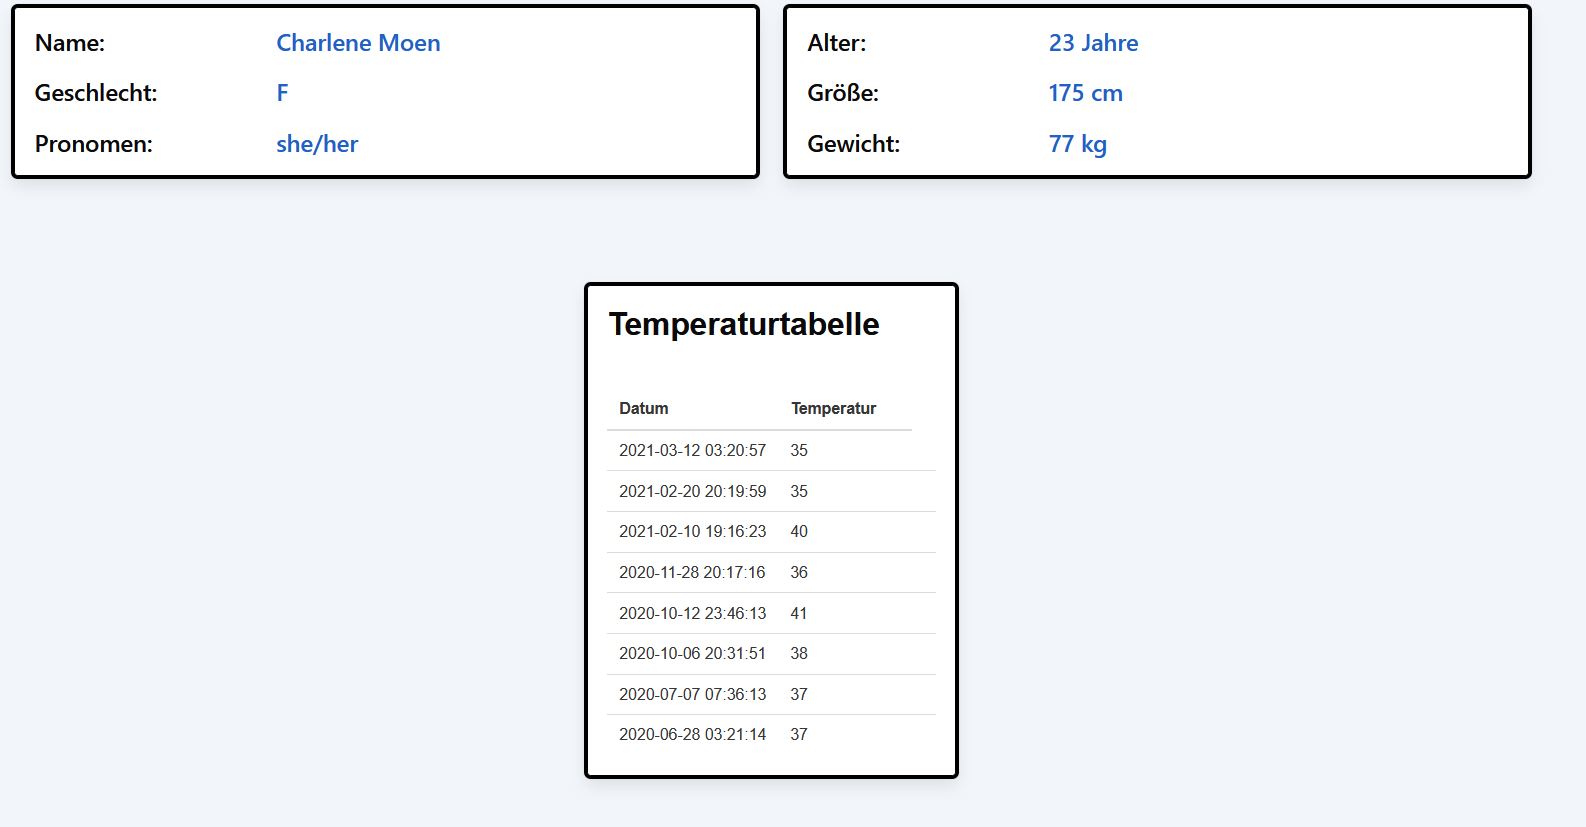 Name: Charlene Moen
Geschlecht: F
Pronomen: she/her
Alter: 23 Jahre
Größe: 175 cm
Gewicht: 77 kg
Temperaturtabelle
Datum Temperatur
2021-03-12 03:20:57 35
2021-02-20 20:19:59 35
2021-02-10 19:16:23 40
2020-11-28 20:17:16 36
2020-10-12 23:46:13 41
2020-10-06 20:31:51 38
2020-07-07 07:36:13 37
2020-06-28 03:21:14 37